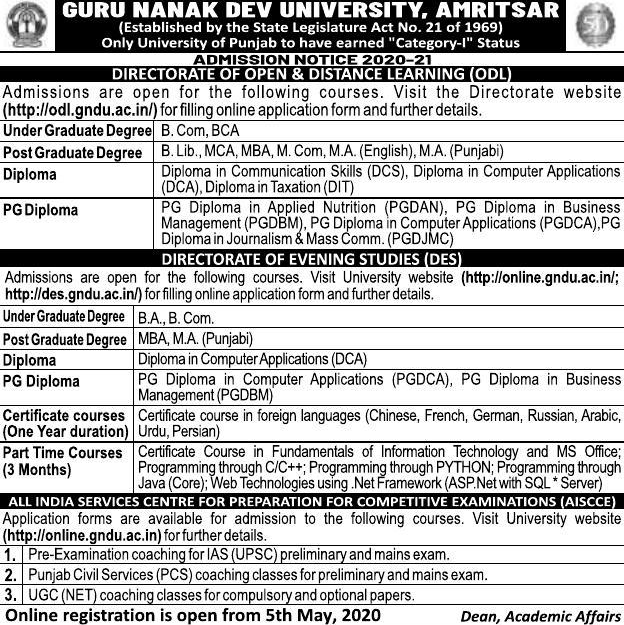 GURU NANAK DEV UNIVERSITY, AMRITSAR
(Established by the State Legislature Act No. 21 of 1969)
Only University of Punjab to have earned "Category-I" Status
ADMISSION NOTICE 2020-21
DIRECTORATE OF OPEN & DISTANCE LEARNING (ODL)
Admissions are open for the following courses. Visit the Directorate website
(http://odl.gndu.ac.in/) for filling online application form and further details.
Under Graduate Degree B. Com, BCA
Post Graduate Degree B. Lib., MCA, MBA, M. Com, M.A. (English), M.A. (Punjabi)
Diploma Diploma in Communication Skills (DCS), Diploma in Computer Applications
(DCA), Diploma in Taxation (DIT)
PG Diploma PG Diploma in Applied Nutrition (PGDAN), PG Diploma in Business
Management (PGDBM), PG Diploma in Computer Applications (PGDCA),PG
Diploma in Journalism & Mass Comm. (PGDJMC)
DIRECTORATE OF EVENING STUDIES (DES)
Admissions are open for the following courses. Visit University website (http://online.gndu.ac.in/;
http://des.gndu.ac.in/) for filling online application form and further details.
Under Graduate Degree B.A., B. Com.
Post Graduate Degree MBA, M.A. (Punjabi)
Diploma Diploma in Computer Applications (DCA)
PG Diploma PG Diploma in Computer Applications (PGDCA), PG Diploma in Business
Management (PGDBM)
Certificate courses Certificate course in foreign languages (Chinese, French, German, Russian, Arabic,
(One Year duration) Urdu, Persian)
Part Time Courses Certificate Course in Fundamentals of Information Technology and MS Office;
(3 Months) Programming through C/C++; Programming through PYTHON; Programming through
Java (Core); Web Technologies using .Net Framework (ASP.Net with SQL * Server)
ALL INDIA SERVICES CENTRE FOR PREPARATION FOR COMPETITIVE EXAMINATIONS (AISCCE)
Application forms are available for admission to the following courses. Visit University website
(http://online.gndu.ac.in) for further details.
1. Pre-Examination coaching for IAS (UPSC) preliminary and mains exam.
2. Punjab Civil Services (PCS) coaching classes for preliminary and mains exam.
3. UGC (NET) coaching classes for compulsory and optional papers.
Online registration is open from 5th May, 2020 Dean, Academic Affairs